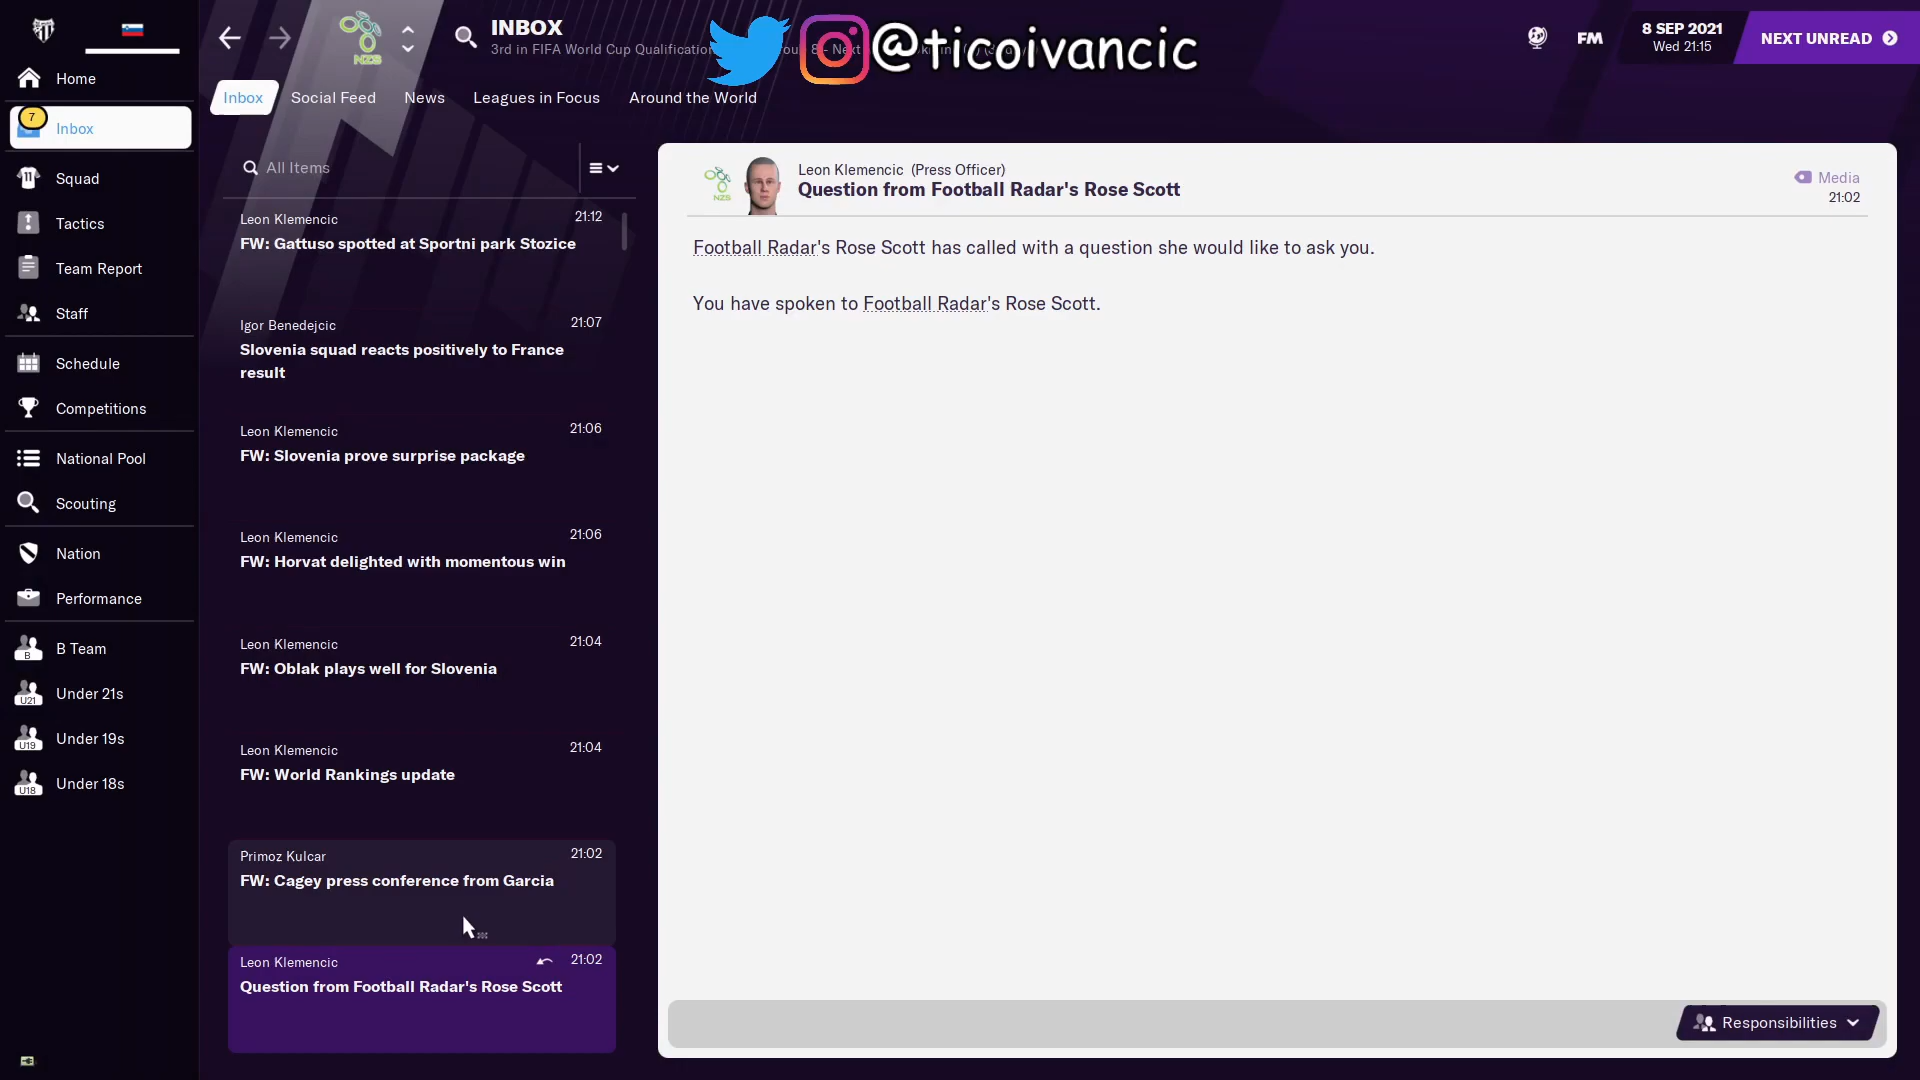 Home
7
Inbox
11
Squad
Tactics
Team Report
Staff
Schedule
Competitions
National Pool
Scouting
Nation
Performance
B
B Team
U21
Under 21s
U19
Under 19s
U18
Under 18s
NZS
INBOX
3rd in FIFA World Cup Qualification
Next
@ticoivancic
FM
8 SEP 2021
Wed 21:15
NEXT UNREAD
Inbox
Social Feed
News
Leagues in Focus
Around the World
All Items
Leon Klemencic
21:12
FW: Gattuso spotted at Sportni park Stozice
Igor Benedejcic
21:07
Slovenia squad reacts positively to France
result
Leon Klemencic
21:06
FW: Slovenia prove surprise package
Leon Klemencic
21:06
FW: Horvat delighted with momentous win
Leon Klemencic
21:04
FW: Oblak plays well for Slovenia
Leon Klemencic
21:04
FW: World Rankings update
Primoz Kulcar
21:02
FW: Cagey press conference from Garcia
Leon Klemencic
21:02
Question from Football Radar's Rose Scott
NZS
Leon Klemencic (Press Officer)
Question from Football Radar's Rose Scott
Media
21:02
Football Radar's Rose Scott has called with a question she would like to ask you.
You have spoken to Football Radar's Rose Scott.
Responsibilities